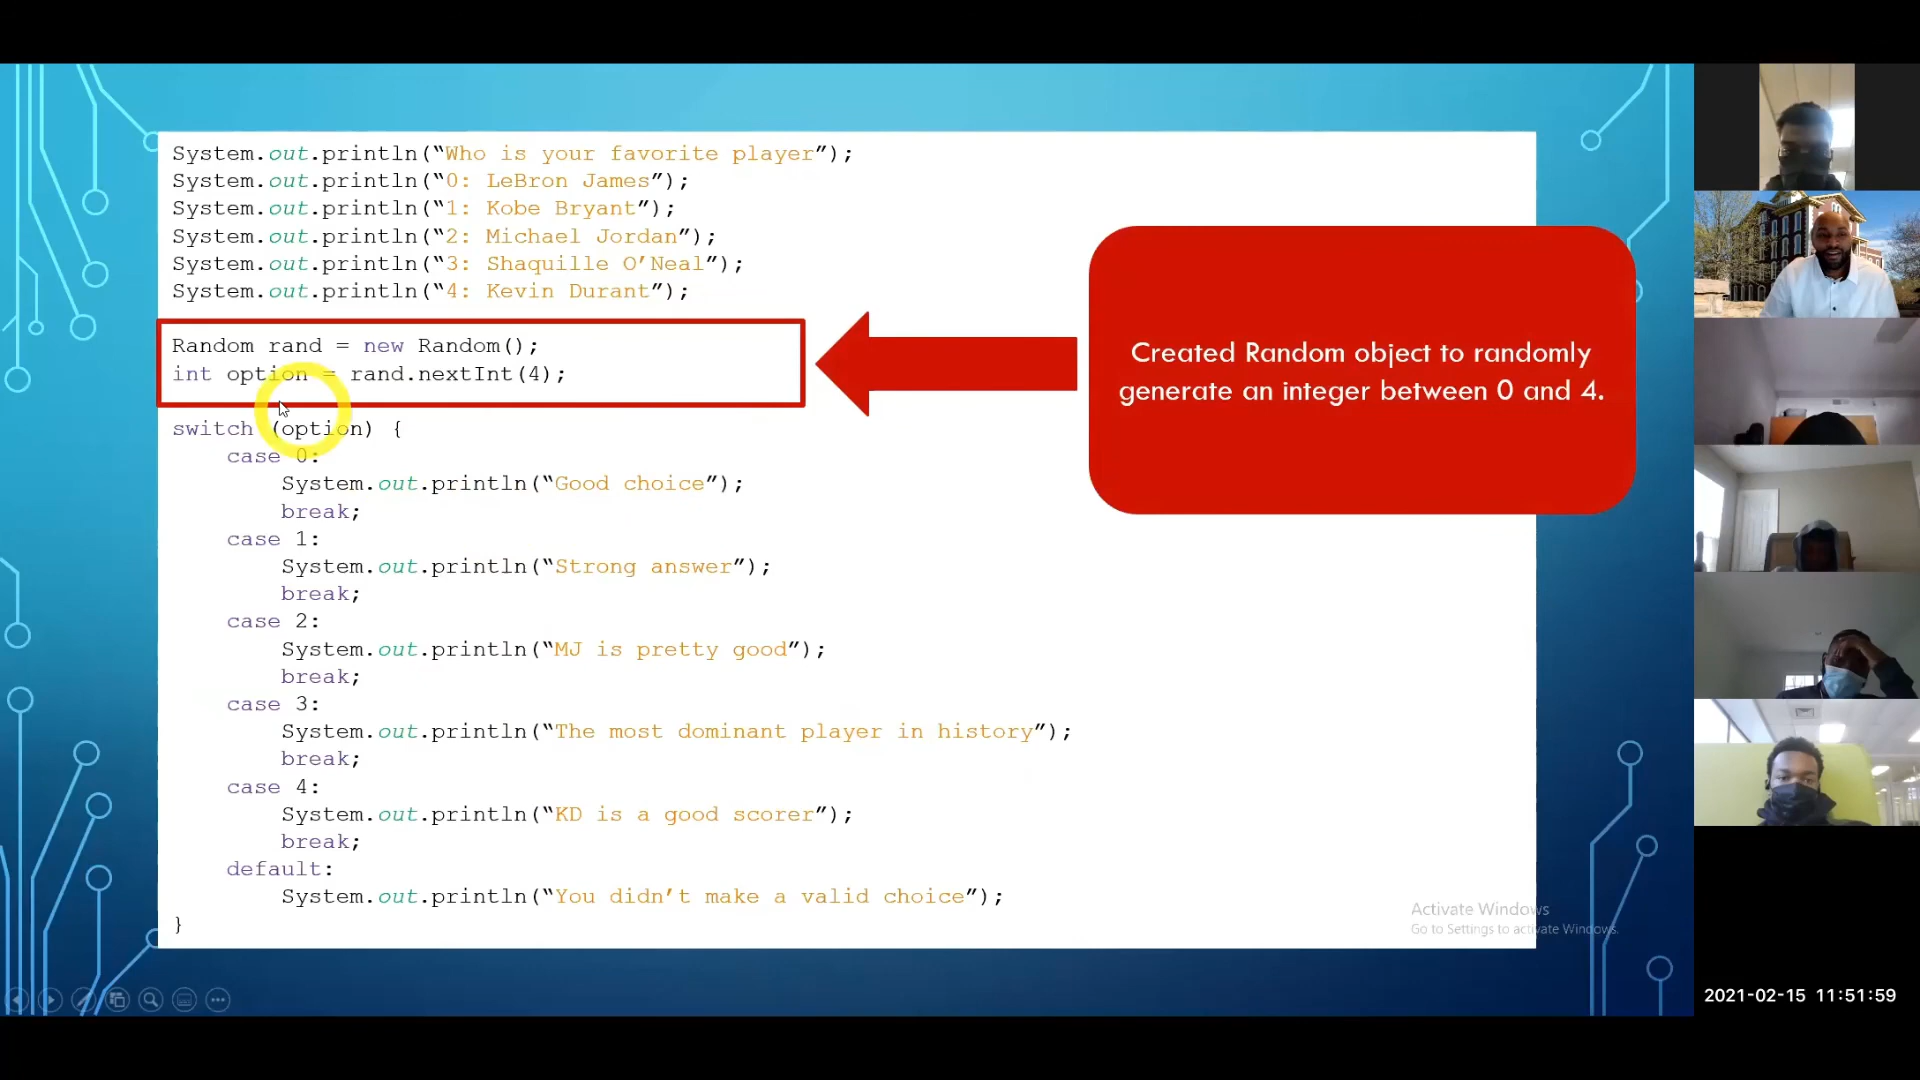 System.out.println(“Who is your favorite player”);
System.out.println(“0: LeBron James”);
System.out.println(“1: Kobe Bryant”);
System.out.println(“2: Michael Jordan”);
System.out.println(“3: Shaquille O’Neal”);
System.out.println(“4: Kevin Durant”);
Random rand = new Random();
int option = rand.nextInt(4);
switch (option) {
case 0:
System.out.println(“Good choice”);
break;
case 1:
System.out.println(“Strong answer”);
break;
case 2:
System.out.println(“MJ is pretty good”);
break;
case 3:
System.out.println(“The most dominant player in history”);
break;
case 4:
System.out.println(“KD is a good scorer”);
break;
default:
System.out.println(“You didn’t make a valid choice”);
}
Created Random object to randomly
generate an integer between 0 and 4.
Activate Windows
Go to Settings to activate Windows.
2021-02-15 11:51:59